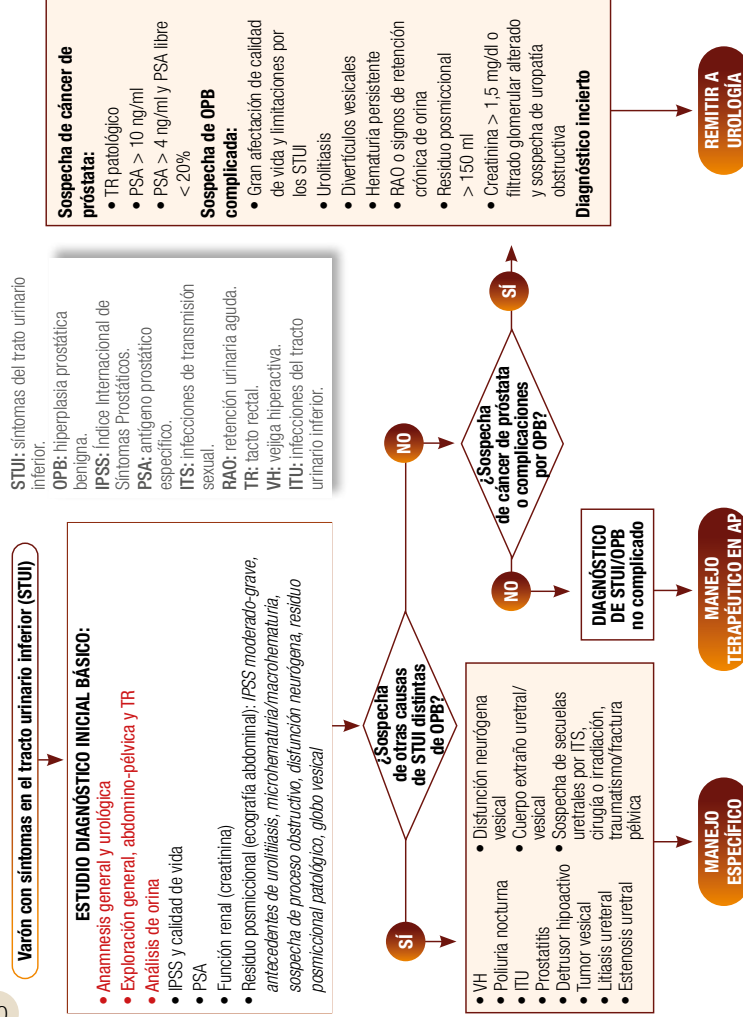 Varón con síntomas en el tracto urinario inferior (STUI)
ESTUDIO DIAGNÓSTICO INICIAL BÁSICO:
• Anamnesis general y urológica
• Exploración general, abdomino-pélvica y TR
• Análisis de orina
• IPSS y calidad de vida
• PSA
• Función renal (creatinina)
• Residuo posmiccional (ecografía abdominal): IPSS moderado-grave,
antecedentes de urolitiasis, microhematuria/macrohematuria,
sospecha de proceso obstructivo, disfunción neurógena, residuo
posmiccional patológico, globo vesical
STUI: síntomas del trato urinario
inferior.
OPB: hiperplasia prostática
benigna.
IPSS: Índice Internacional de
Síntomas Prostáticos.
PSA: antígeno prostático
específico.
ITS: infecciones de transmisión
sexual.
RAO: retención urinaria aguda.
TR: tacto rectal.
VH: vejiga hiperactiva.
ITU: infecciones del tracto
urinario inferior.
¿Sospecha
de otras causas
de STUI distintas
de OPB?
SÍ
NO
• VH
• Poliuria nocturna
• ITU
• Prostatitis
• Detrusor hipoactivo
• Tumor vesical
• Litiasis ureteral
• Estenosis uretral
• Disfunción neurógena
vesical
• Cuerpo extraño uretral/
vesical
• Sospecha de secuelas
uretrales por ITS,
cirugía o irradiación,
traumatismo/fractura
pélvica
MANEJO
ESPECÍFICO
¿Sospecha
de cáncer de próstata
o complicaciones
por OPB?
NO
SÍ
DIAGNÓSTICO
DE STUI/OPB
no complicado
MANEJO
TERAPÉUTICO EN AP
Sospecha de cáncer de
próstata:
• TR patológico
• PSA > 10 ng/ml
• PSA > 4 ng/ml y PSA libre
< 20%
Sospecha de OPB
complicada:
• Gran afectación de calidad
de vida y limitaciones por
los STUI
• Urolitiasis
• Divertículos vesicales
• Hematuria persistente
• RAO o signos de retención
crónica de orina
• Residuo posmiccional
> 150 ml
• Creatinina > 1,5 mg/dl o
filtrado glomerular alterado
y sospecha de uropatía
obstructiva
Diagnóstico incierto
REMITIR A
UROLOGÍA